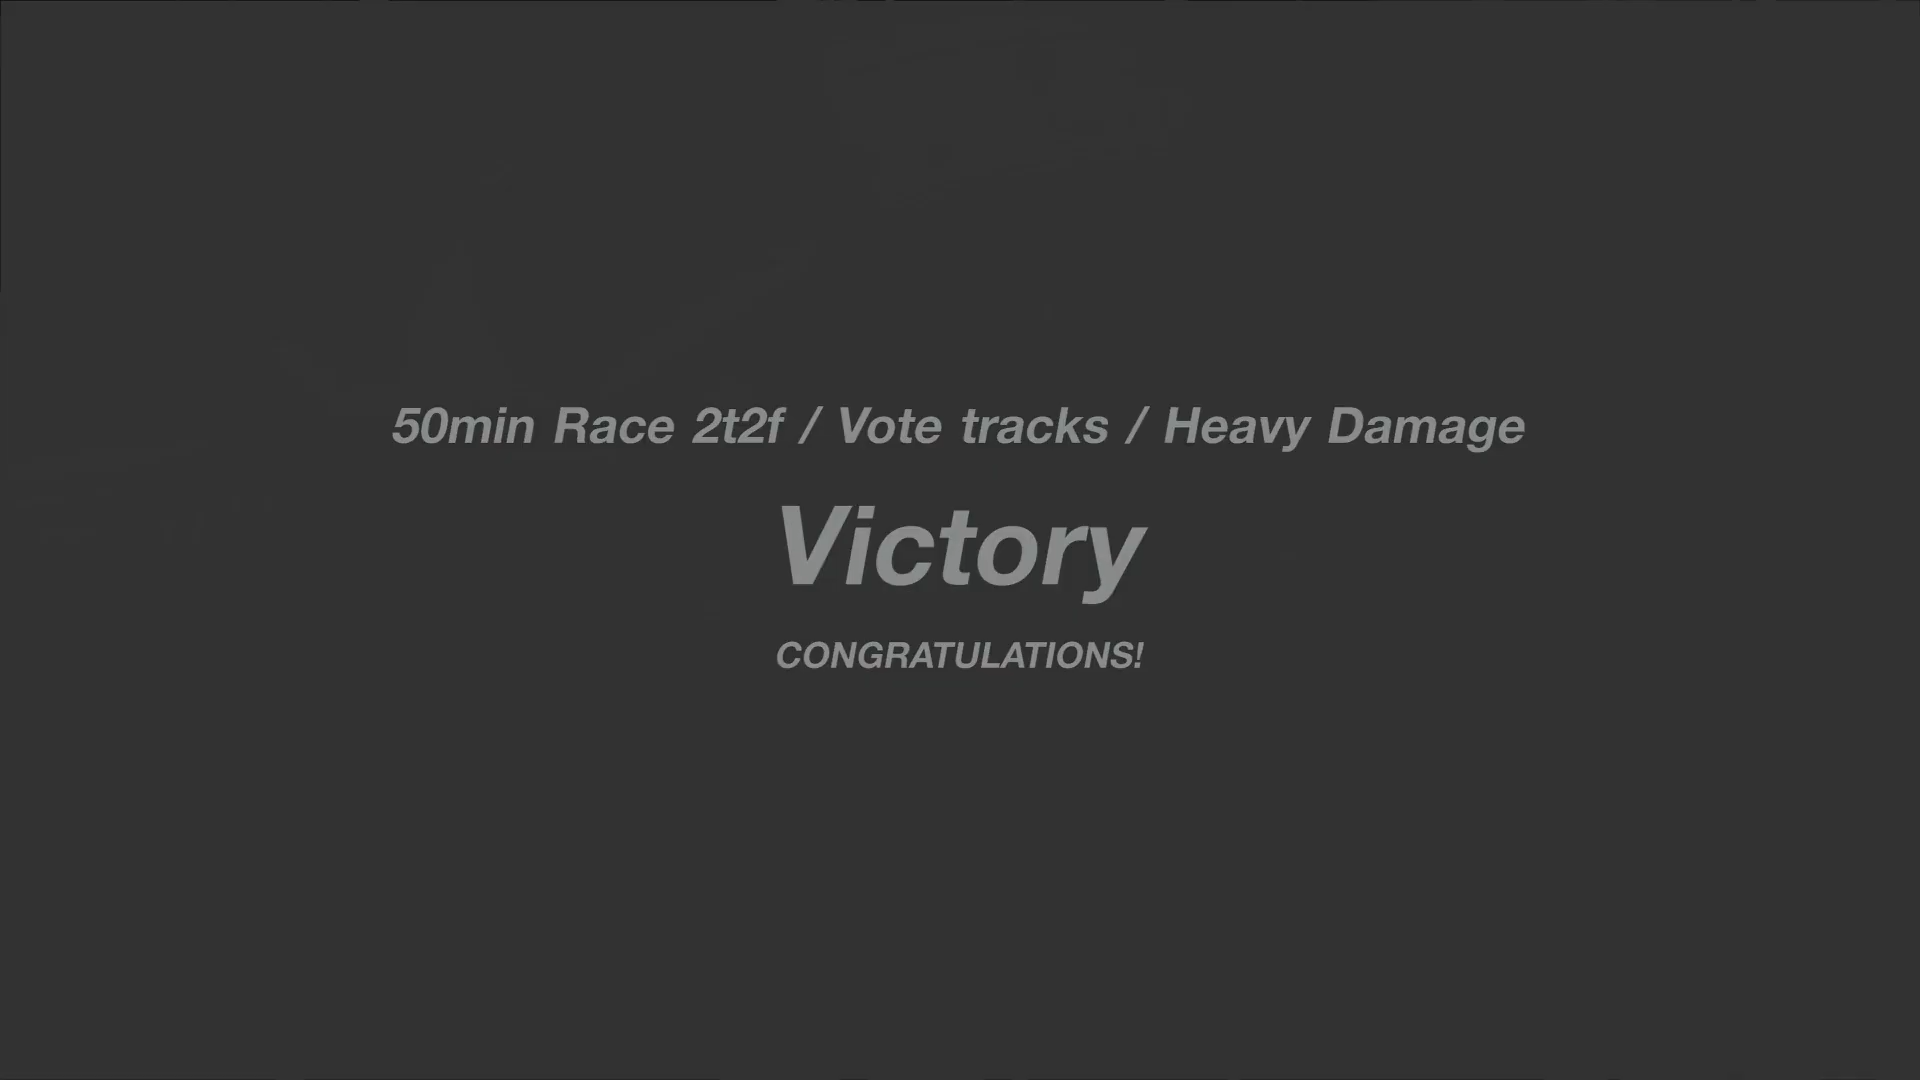 50min Race 2t2f / Vote tracks / Heavy Damage
Victory
CONGRATULATIONS!